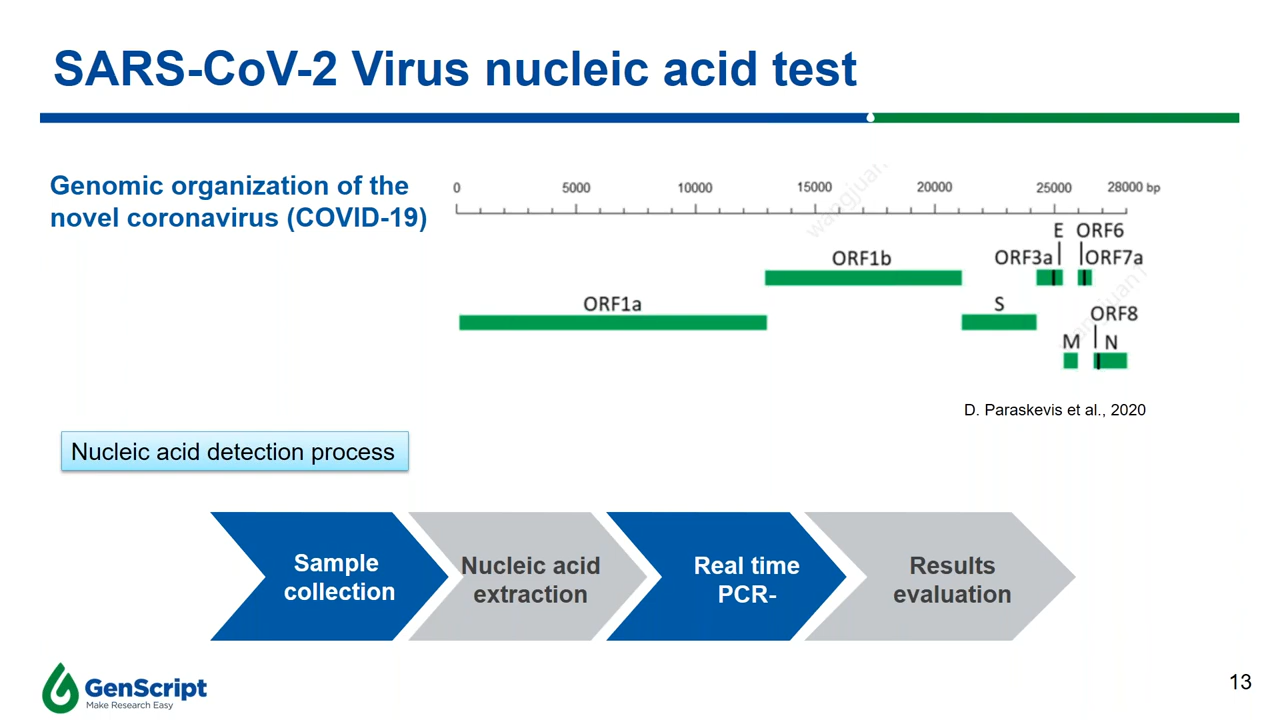 SARS-CoV-2 Virus nucleic acid test
Genomic organization of the
novel coronavirus (COVID-19)
0 5000 10000 15000 20000 25000 28000 bp
wangjuan
E ORF6
ORF1b ORF3a ORF7a
ORF1a S ORF8
M N
D. Paraskevis et al., 2020
Nucleic acid detection process
Sample
collection
Nucleic acid
extraction
Real time
PCR-
Results
evaluation
GenScript
Make Research Easy
13